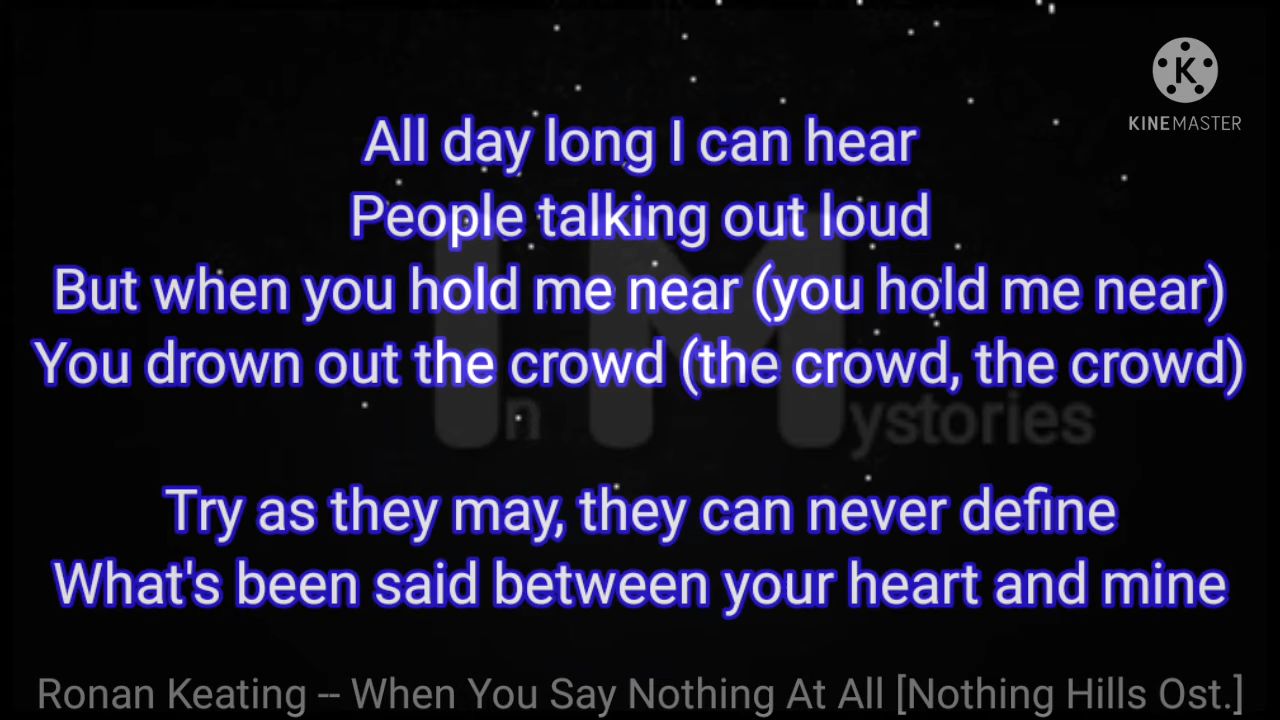 KINEMASTER
All day long I can hear
People talking out loud
But when you hold me near (you hold me near)
You drown out the crowd (the crowd, the crowd)
In Mystories
Try as they may, they can never define
What's been said between your heart and mine
Ronan Keating -- When You Say Nothing At All [Nothing Hills Ost.]